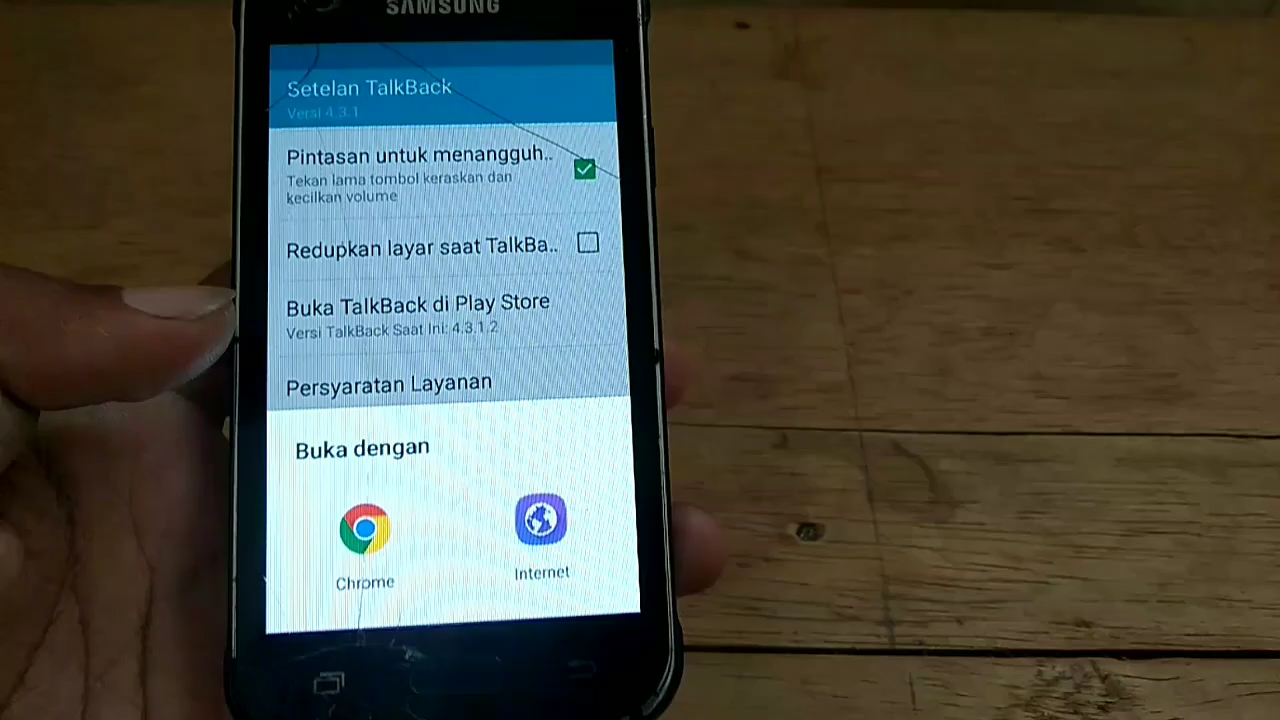 SAMSUNG
Setelan TalkBack
Versi 4.3.1
Pintasan untuk menangguh..
Tekan lama tombol keraskan dan
kecilkan volume
Redupkan layar saat TalkBa..
Buka TalkBack di Play Store
Versi TalkBack Saat Ini: 4.3.1.2
Persyaratan Layanan
Buka dengan
Chrome
Internet